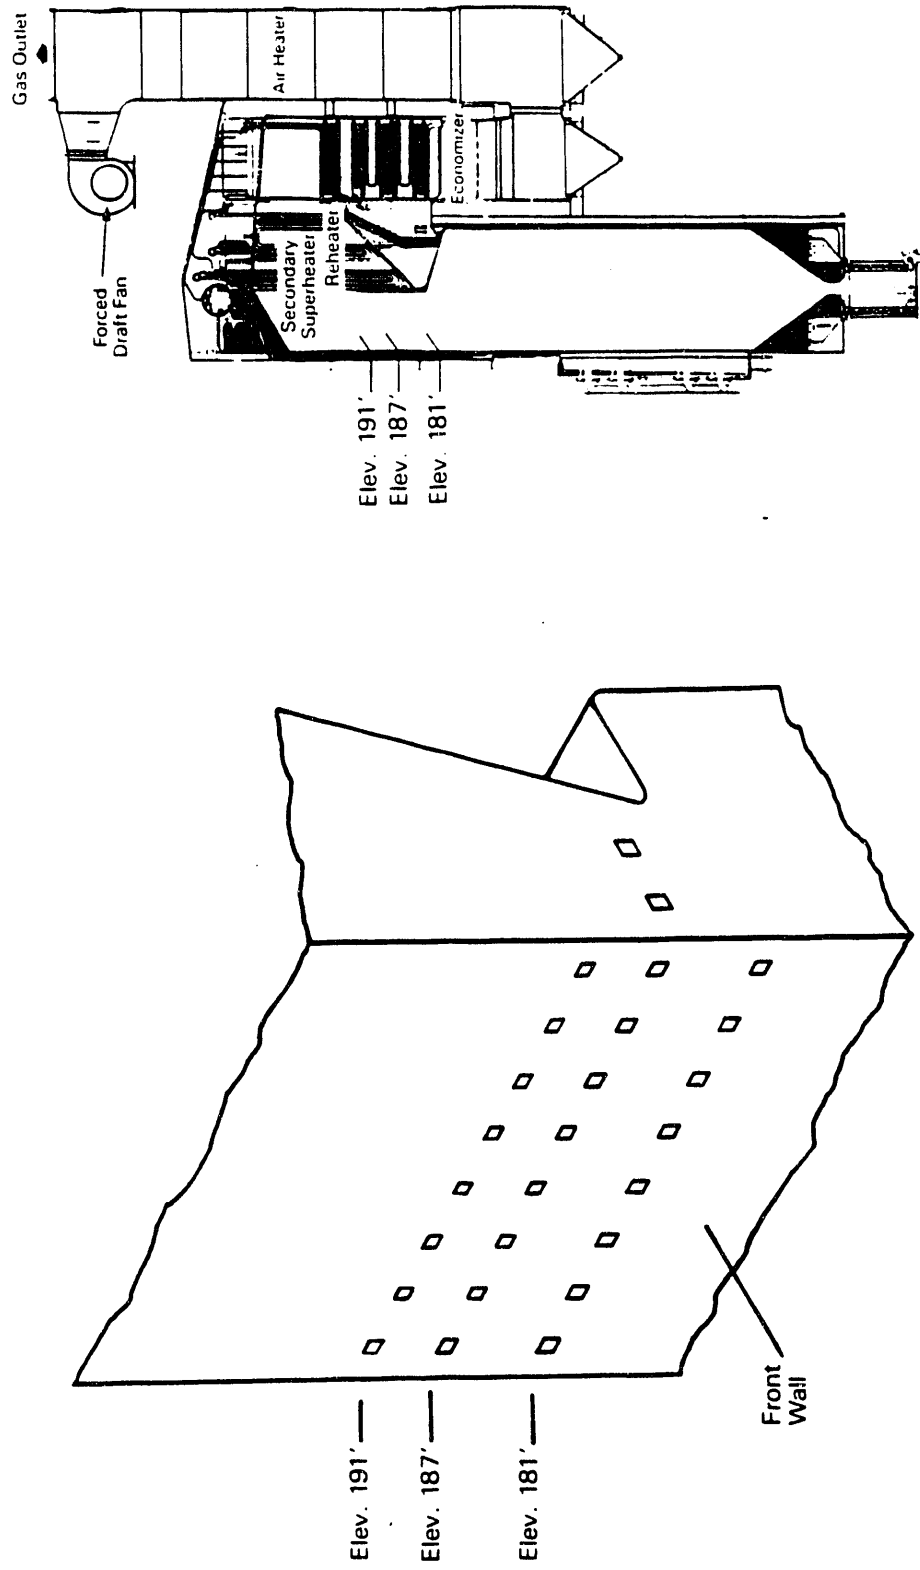 Gas Outlet
Air Heater
Forced
Draft Fan
Economizer
Secondary
Superheater
Reheater
Elev. 191′
Elev. 187′
Elev. 181′
Elev. 191′
Elev. 187′
Elev. 181′
Front
Wall